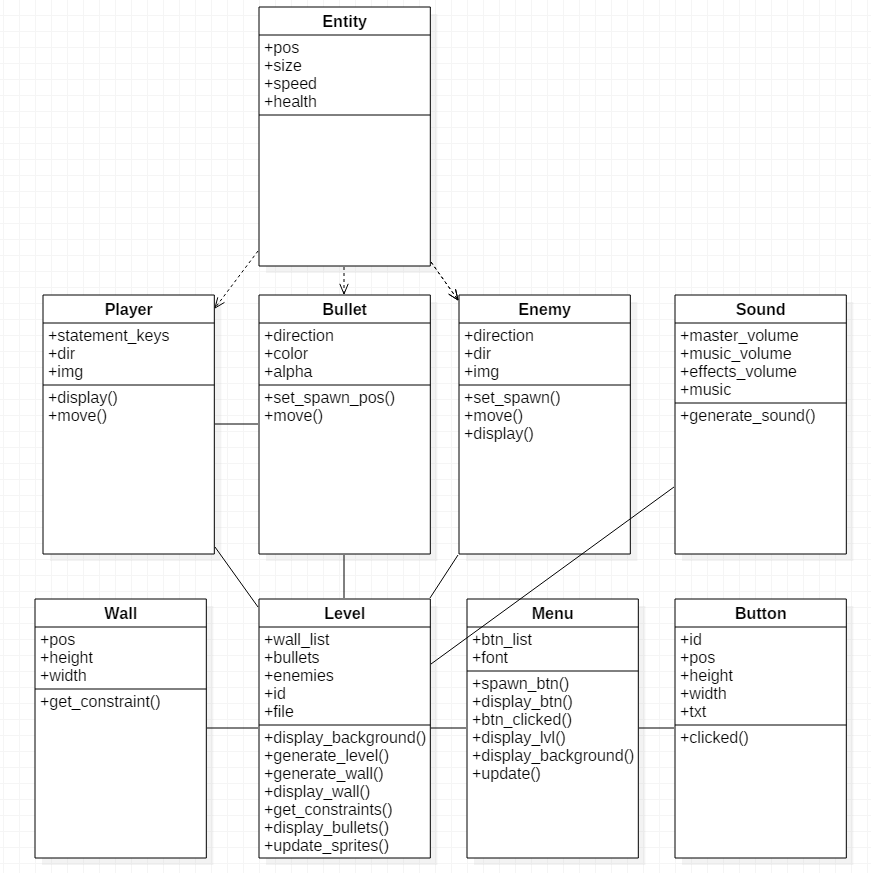 Entity
+pos
+size
+speed
+health
Player
+statement_keys
+dir
+img
+display()
+move()
Bullet
+direction
+color
+alpha
+set_spawn_pos()
+move()
Enemy
+direction
+dir
+img
+set_spawn()
+move()
+display()
Sound
+master_volume
+music_volume
+effects_volume
+music
+generate_sound()
Wall
+pos
+height
+width
+get_constraint()
Level
+wall_list
+bullets
+enemies
+id
+file
+display_background()
+generate_level()
+generate_wall()
+display_wall()
+get_constraints()
+display_bullets()
+update_sprites()
Menu
+btn_list
+font
+spawn_btn()
+display_btn()
+btn_clicked()
+display_lvl()
+display_background()
+update()
Button
+id
+pos
+height
+width
+txt
+clicked()